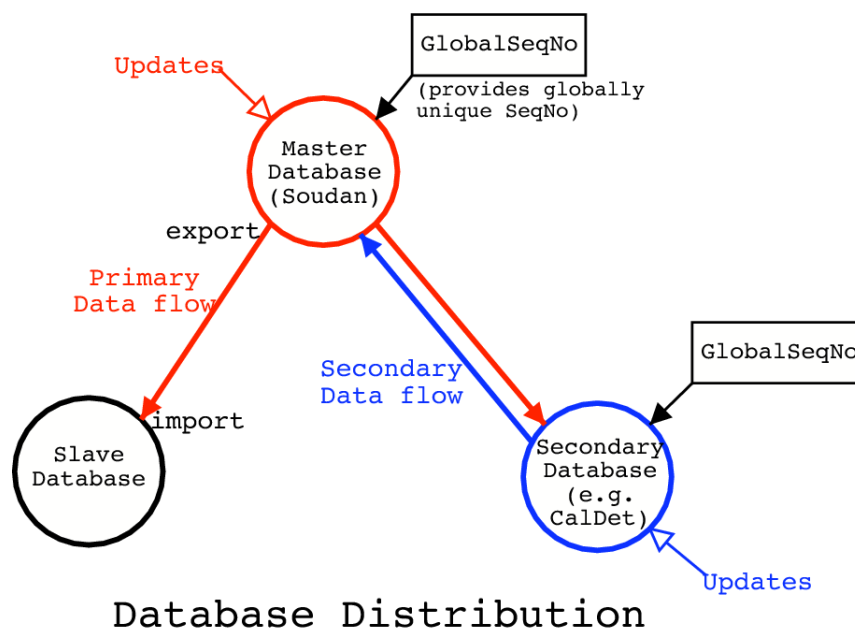 GlobalSeqNo
Updates
(provides globally
unique SeqNo)
Master
Database
(Soudan)
export
Primary
Data flow
GlobalSeqNo
Secondary
Data flow
import
Slave
Database
Secondary
Database
(e.g.
CalDet)
Updates
Database Distribution